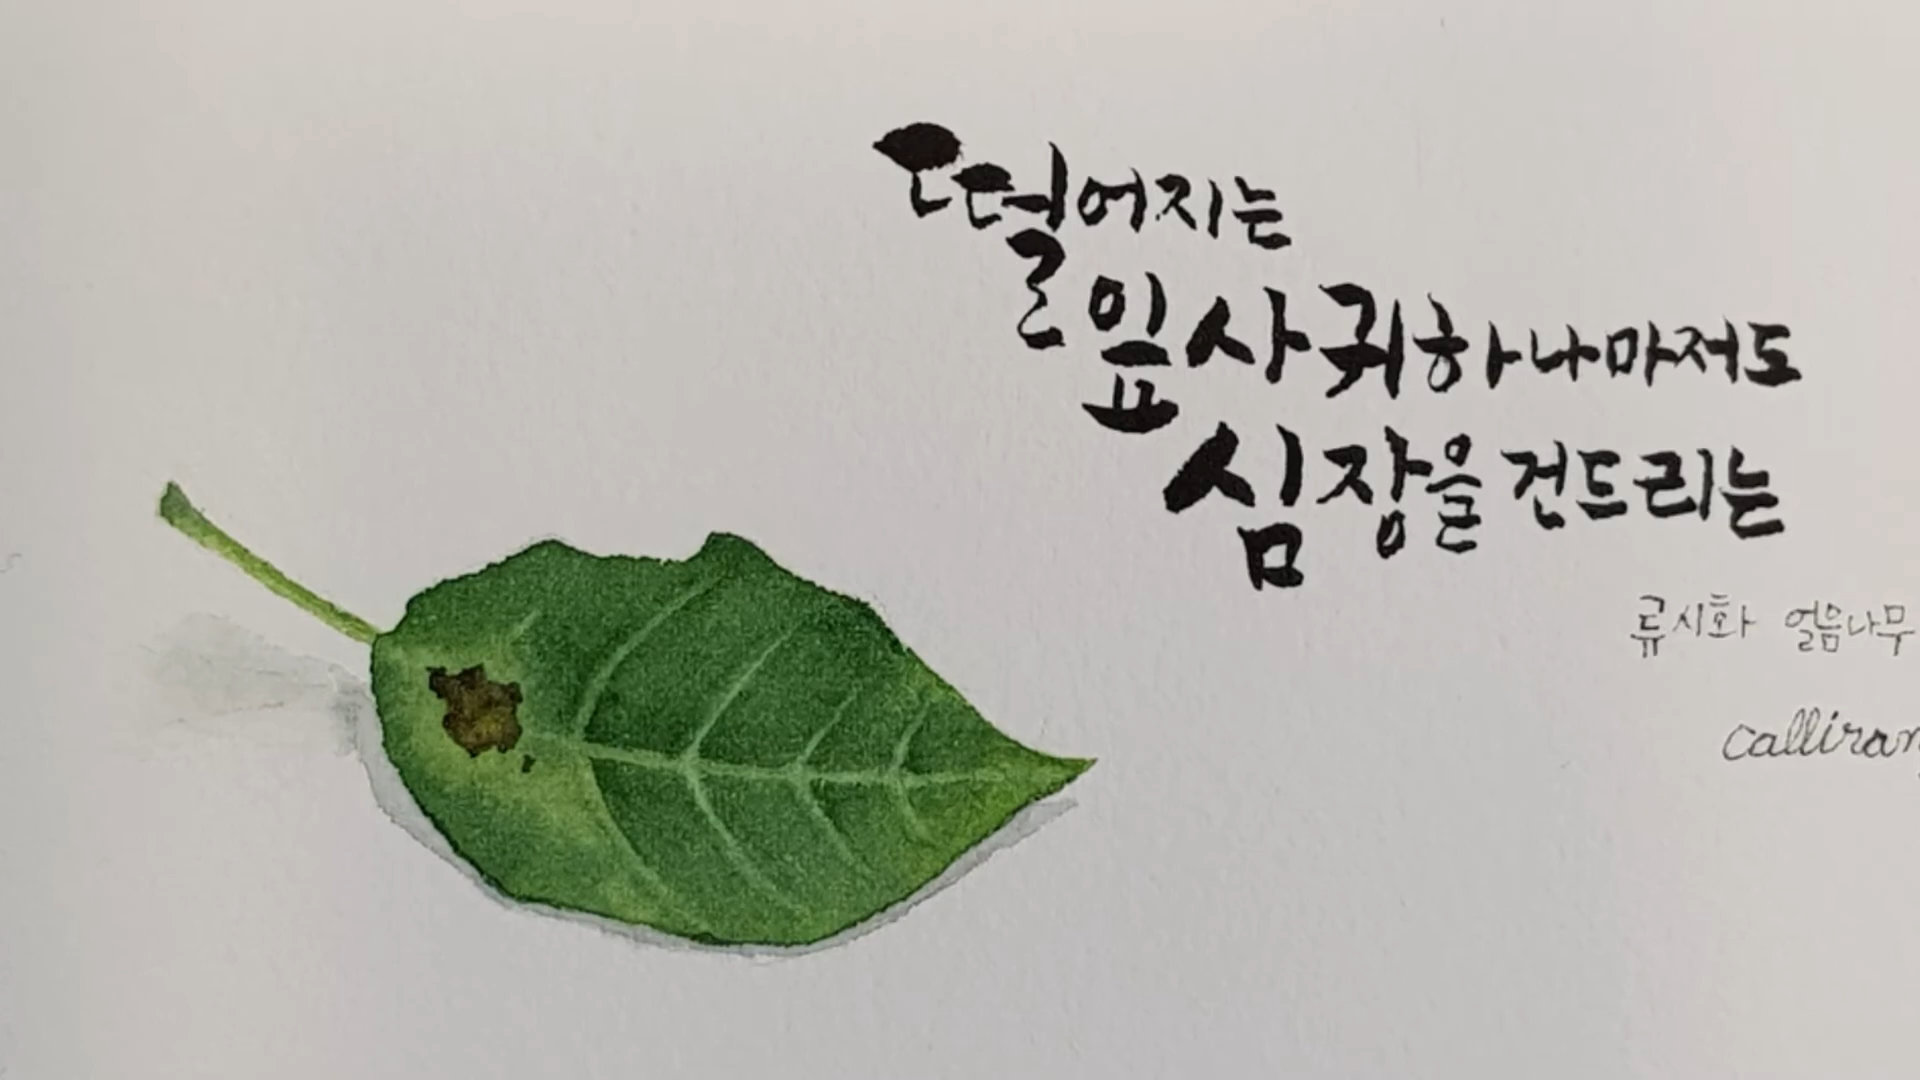 떨어지는
잎사귀 하나마저도
심장을 건드리는
류시화 얼음나무
calliran